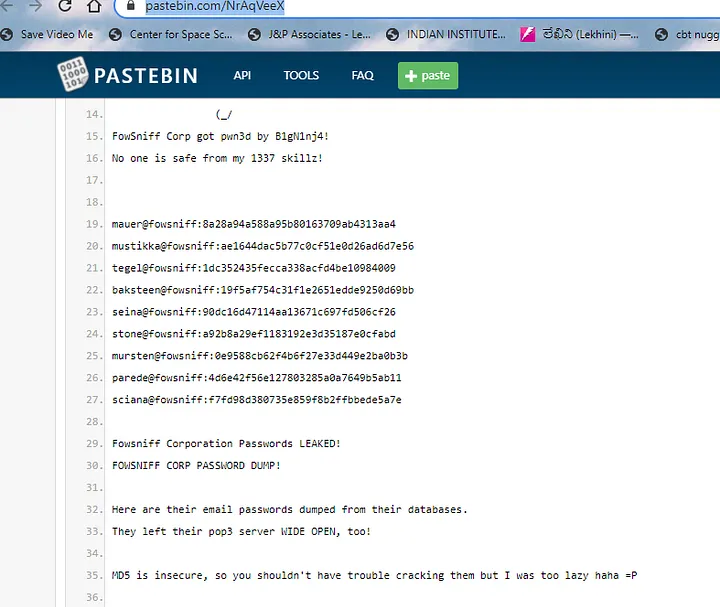 pastebin.com/NrAqVeeX
Save Video Me
Center for Space Sc...
J&P Associates - Le...
INDIAN INSTITUTE...
లేఖిని (Lekhini) —...
cbt nugg
0011
1000
101
PASTEBIN
API
TOOLS
FAQ
+ paste
14. (_/
15. FowSniff Corp got pwn3d by B1gN1nj4!
16. No one is safe from my 1337 skillz!
17.
18.
19. mauer@fowsniff:8a28a94a588a95b80163709ab4313aa4
20. mustikka@fowsniff:ae1644dac5b77c0cf51e0d26ad6d7e56
21. tegel@fowsniff:1dc352435fecca338acfd4be10984009
22. baksteen@fowsniff:19f5af754c31f1e2651edde9250d69bb
23. seina@fowsniff:90dc16d47114aa13671c697fd506cf26
24. stone@fowsniff:a92b8a29ef1183192e3d35187e0cfabd
25. mursten@fowsniff:0e9588cb62f4b6f27e33d449e2ba0b3b
26. parede@fowsniff:4d6e42f56e127803285a0a7649b5ab11
27. sciana@fowsniff:f7fd98d380735e859f8b2ffbbede5a7e
28.
29. Fowsniff Corporation Passwords LEAKED!
30. FOWSNIFF CORP PASSWORD DUMP!
31.
32. Here are their email passwords dumped from their databases.
33. They left their pop3 server WIDE OPEN, too!
34.
35. MD5 is insecure, so you shouldn't have trouble cracking them but I was too lazy haha =P
36.